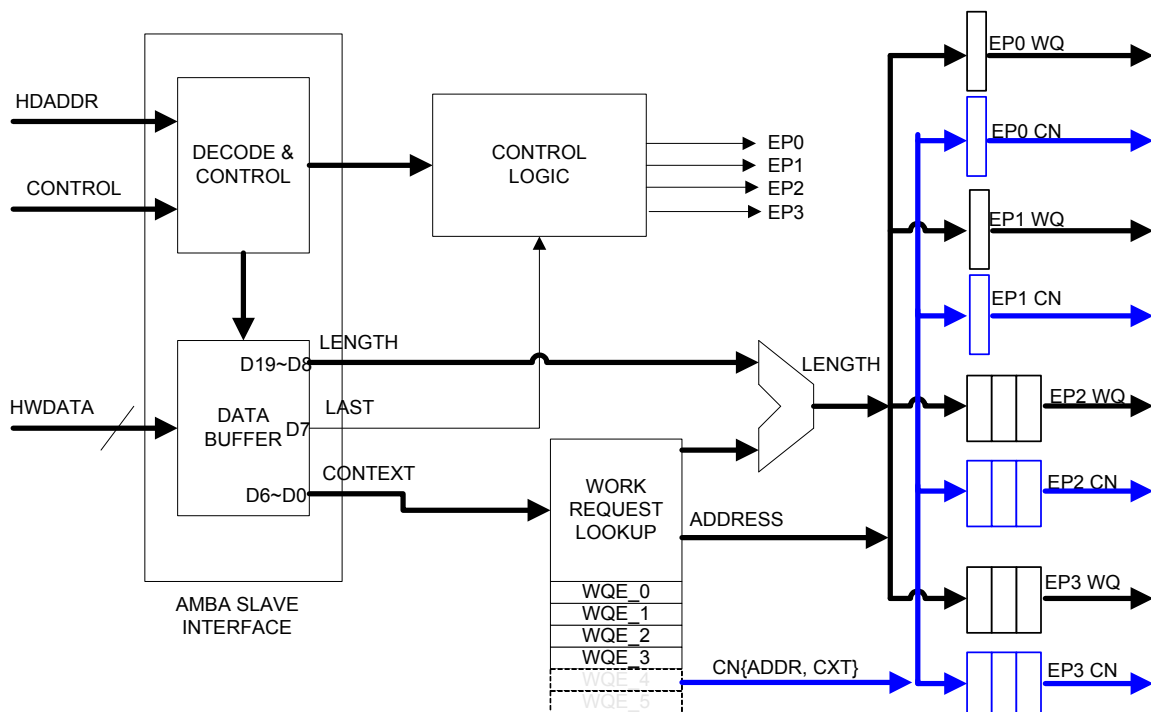 HDADDR
CONTROL
HWDATA
DECODE &
CONTROL
DATA
BUFFER
D19~D8
D7
D6~D0
AMBA SLAVE
INTERFACE
LENGTH
LAST
CONTEXT
CONTROL
LOGIC
EP0
EP1
EP2
EP3
WORK
REQUEST
LOOKUP
WQE_0
WQE_1
WQE_2
WQE_3
WQE_4
WQE_5
LENGTH
ADDRESS
CN{ADDR, CXT}
EP0 WQ
EP0 CN
EP1 WQ
EP1 CN
EP2 WQ
EP2 CN
EP3 WQ
EP3 CN